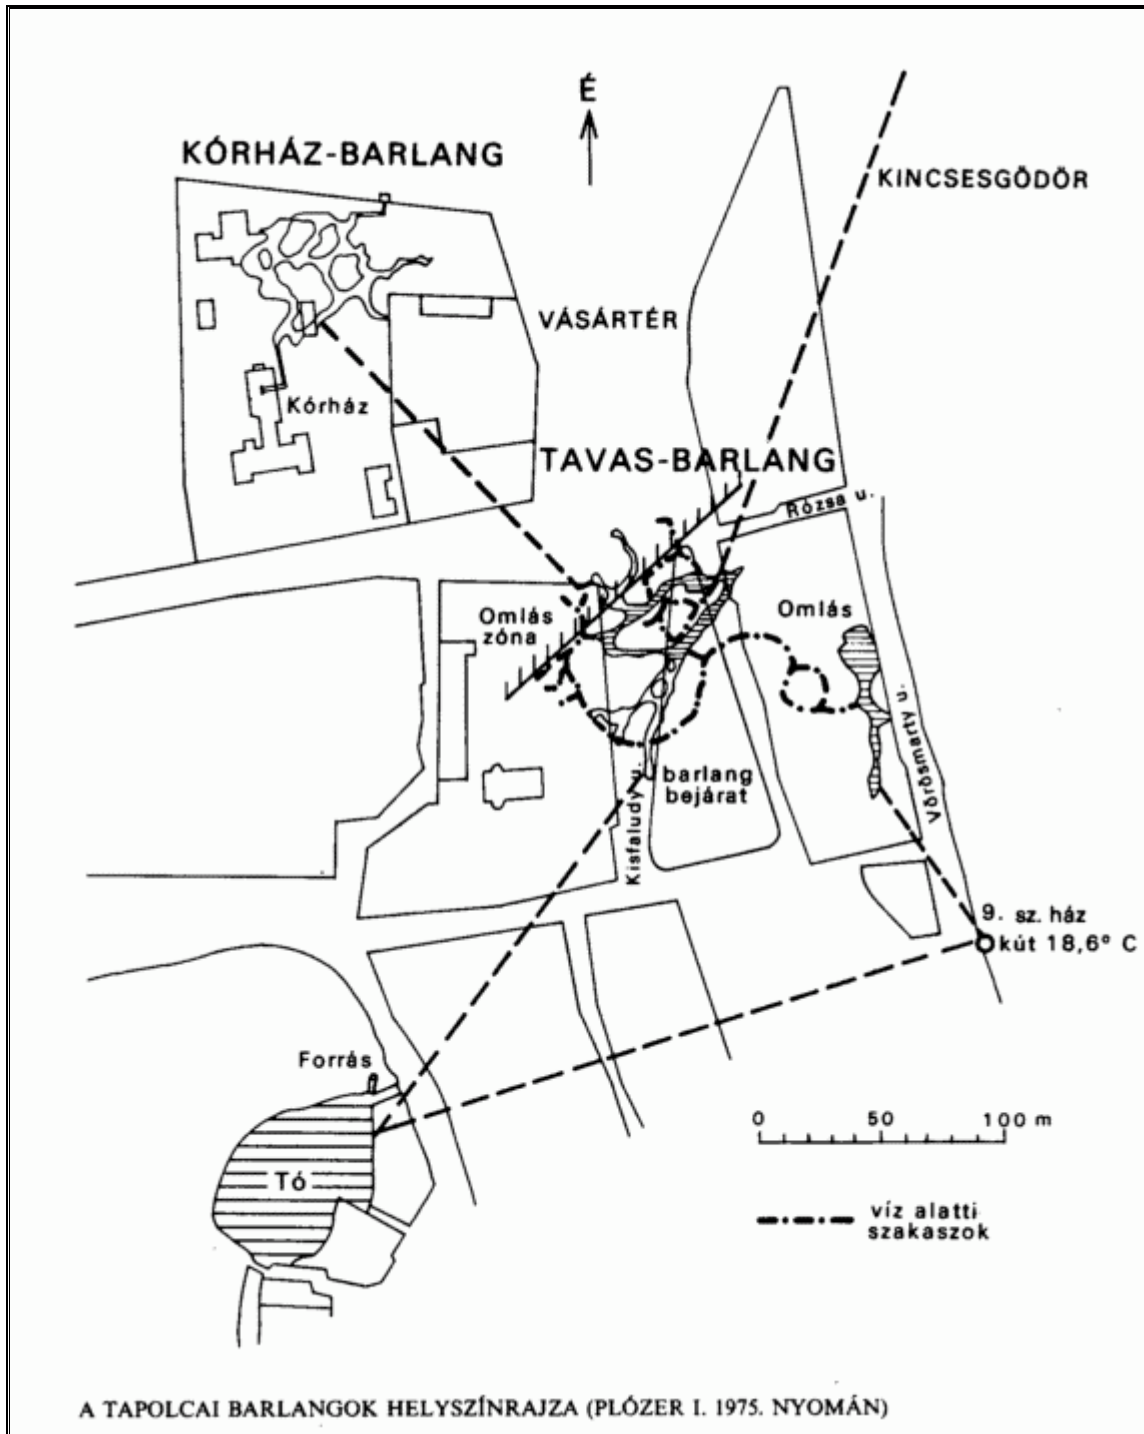 É
KÓRHÁZ-BARLANG
KINCSESGÖDÖR
VÁSÁRTÉR
Kórház
TAVAS-BARLANG
Rózsa u.
Omlás
zóna
Omlás
Vörösmarty u.
barlang
bejárat
Kisfaludy u.
9. sz. ház
kút 18,6° C
Forrás
Tó
0 50 100 m
víz alatti
szakaszok
A TAPOLCAI BARLANGOK HELYSZÍNRAJZA (PLÓZER I. 1975. NYOMÁN)